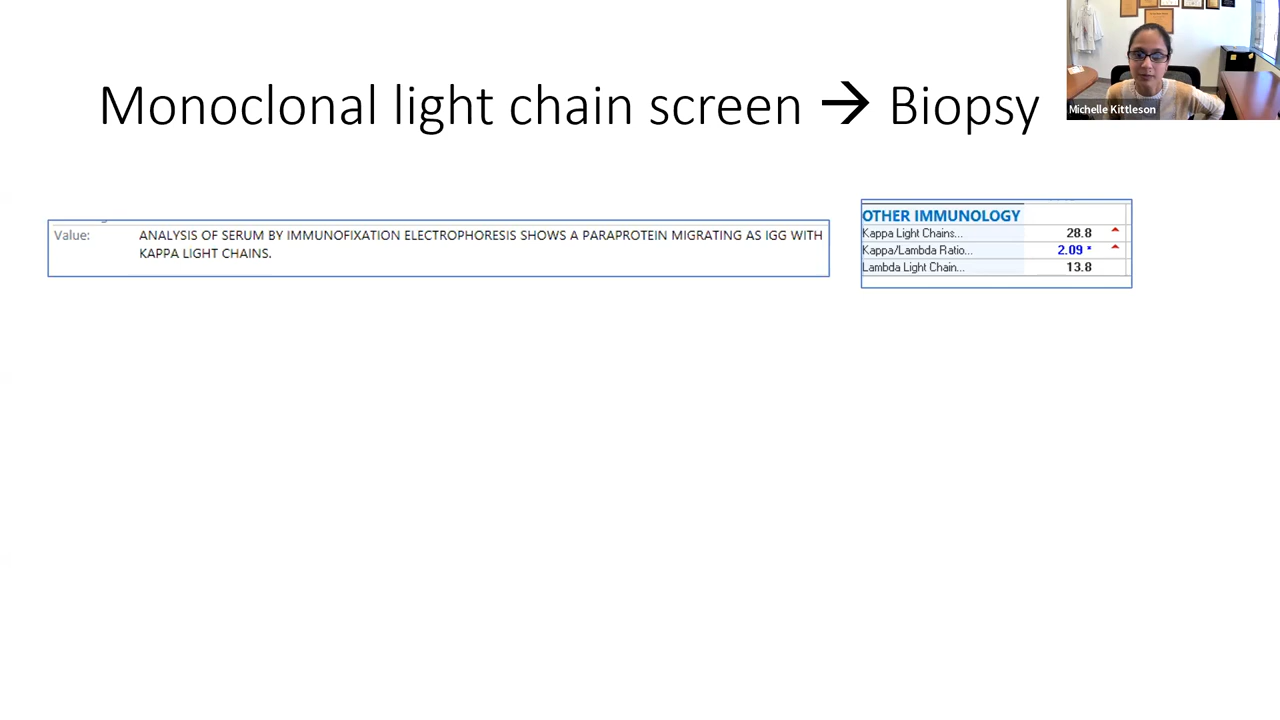 Monoclonal light chain screen → Biopsy
Michelle Kittleson
Value: ANALYSIS OF SERUM BY IMMUNOFIXATION ELECTROPHORESIS SHOWS A PARAPROTEIN MIGRATING AS IGG WITH
KAPPA LIGHT CHAINS.
OTHER IMMUNOLOGY
Kappa Light Chains... 28.8
Kappa/Lambda Ratio... 2.09 *
Lambda Light Chain... 13.8